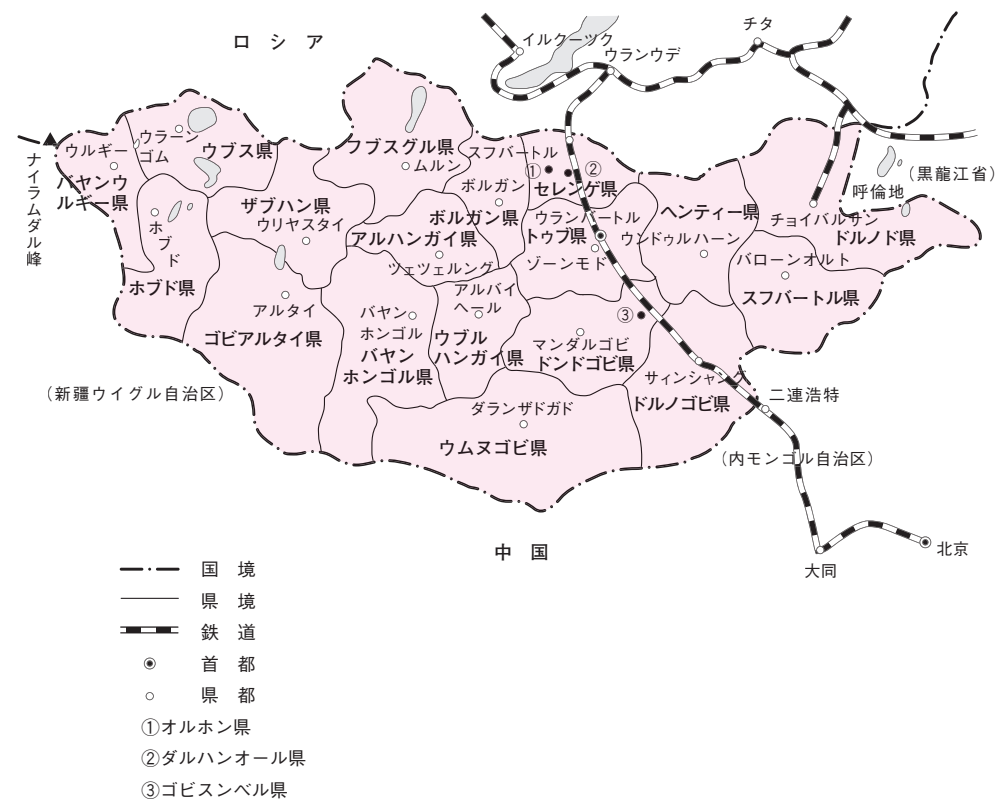 ロ シ ア
イルクーツク
ウランウデ
チタ
ナイラムダル峰
ウルギー
バヤンウ
ルギー県
ウラーン
ゴム
ウブス県
ホブ
ド
ホブド県
ザブハン県
ウリヤスタイ
フブスグル県
ムルン
アルハンガイ県
ツェツェルング
ボルガン
ボルガン県
スフバートル
①
②
セレンゲ県
ウランバートル
トゥブ県
ゾーンモド
ヘンティー県
ウンドゥルハーン
チョイバルサン
ドルノド県
呼倫地
(黒龍江省)
バローンオルト
スフバートル県
アルタイ
ゴビアルタイ県
バヤン
ホンゴル
バヤン
ホンゴル県
アルバイ
ヘール
ウブル
ハンガイ県
マンダルゴビ
ドンドゴビ県
③
サィンシャンダ
ドルノゴビ県
ダランザドガド
ウムヌゴビ県
(新疆ウイグル自治区)
二連浩特
(内モンゴル自治区)
中 国
北京
大同
国 境
県 境
鉄 道
首 都
県 都
①オルホン県
②ダルハンオール県
③ゴビスンベル県